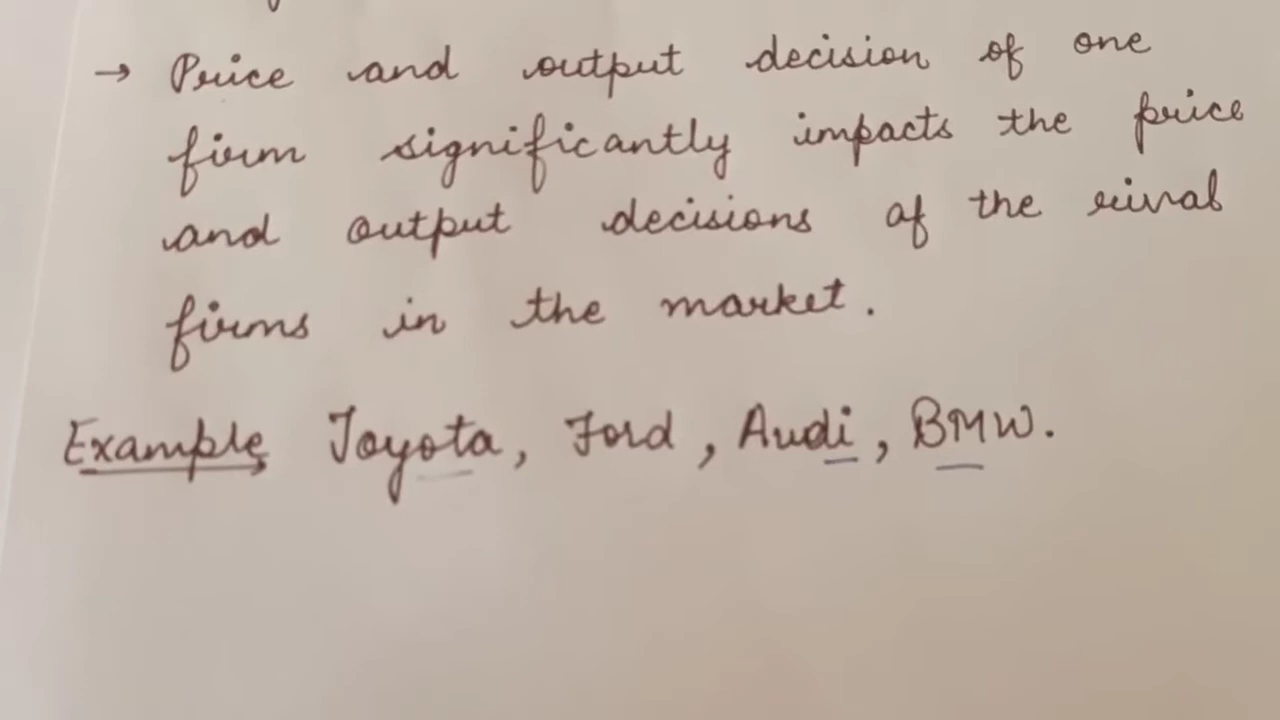 → Price and output decision of one
firm significantly impacts the price
and output decisions of the rival
firms in the market.
Example Toyota, Ford, Audi, BMW.